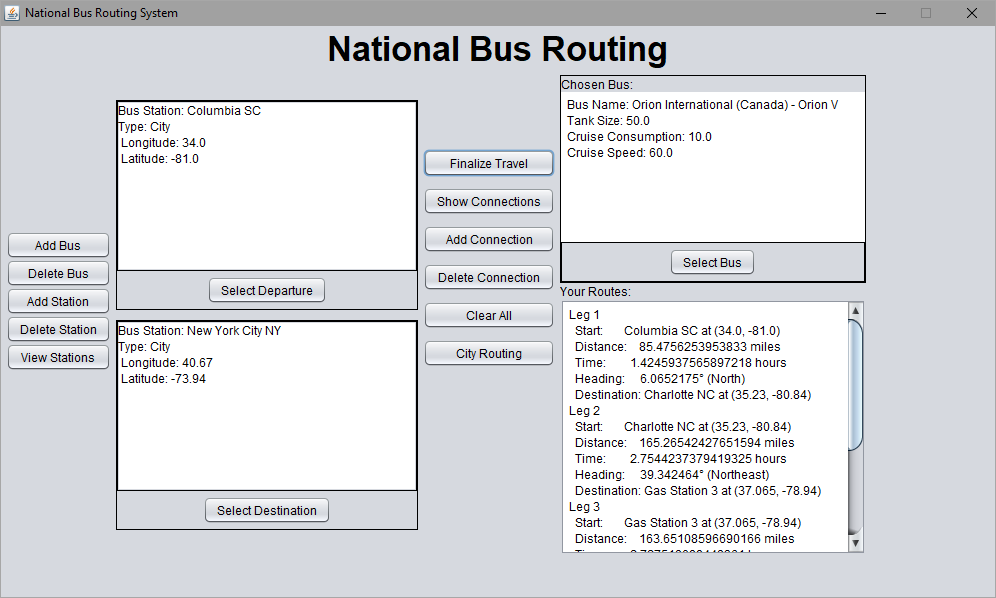 National Bus Routing System
National Bus Routing
Add Bus
Delete Bus
Add Station
Delete Station
View Stations
Bus Station: Columbia SC
Type: City
Longitude: 34.0
Latitude: -81.0
Select Departure
Bus Station: New York City NY
Type: City
Longitude: 40.67
Latitude: -73.94
Select Destination
Finalize Travel
Show Connections
Add Connection
Delete Connection
Clear All
City Routing
Chosen Bus:
Bus Name: Orion International (Canada) - Orion V
Tank Size: 50.0
Cruise Consumption: 10.0
Cruise Speed: 60.0
Select Bus
Your Routes:
Leg 1
Start: Columbia SC at (34.0, -81.0)
Distance: 85.4756253953833 miles
Time: 1.4245937565897218 hours
Heading: 6.0652175° (North)
Destination: Charlotte NC at (35.23, -80.84)
Leg 2
Start: Charlotte NC at (35.23, -80.84)
Distance: 165.26542427651594 miles
Time: 2.7544237379419325 hours
Heading: 39.342464° (Northeast)
Destination: Gas Station 3 at (37.065, -78.94)
Leg 3
Start: Gas Station 3 at (37.065, -78.94)
Distance: 163.65108596690166 miles